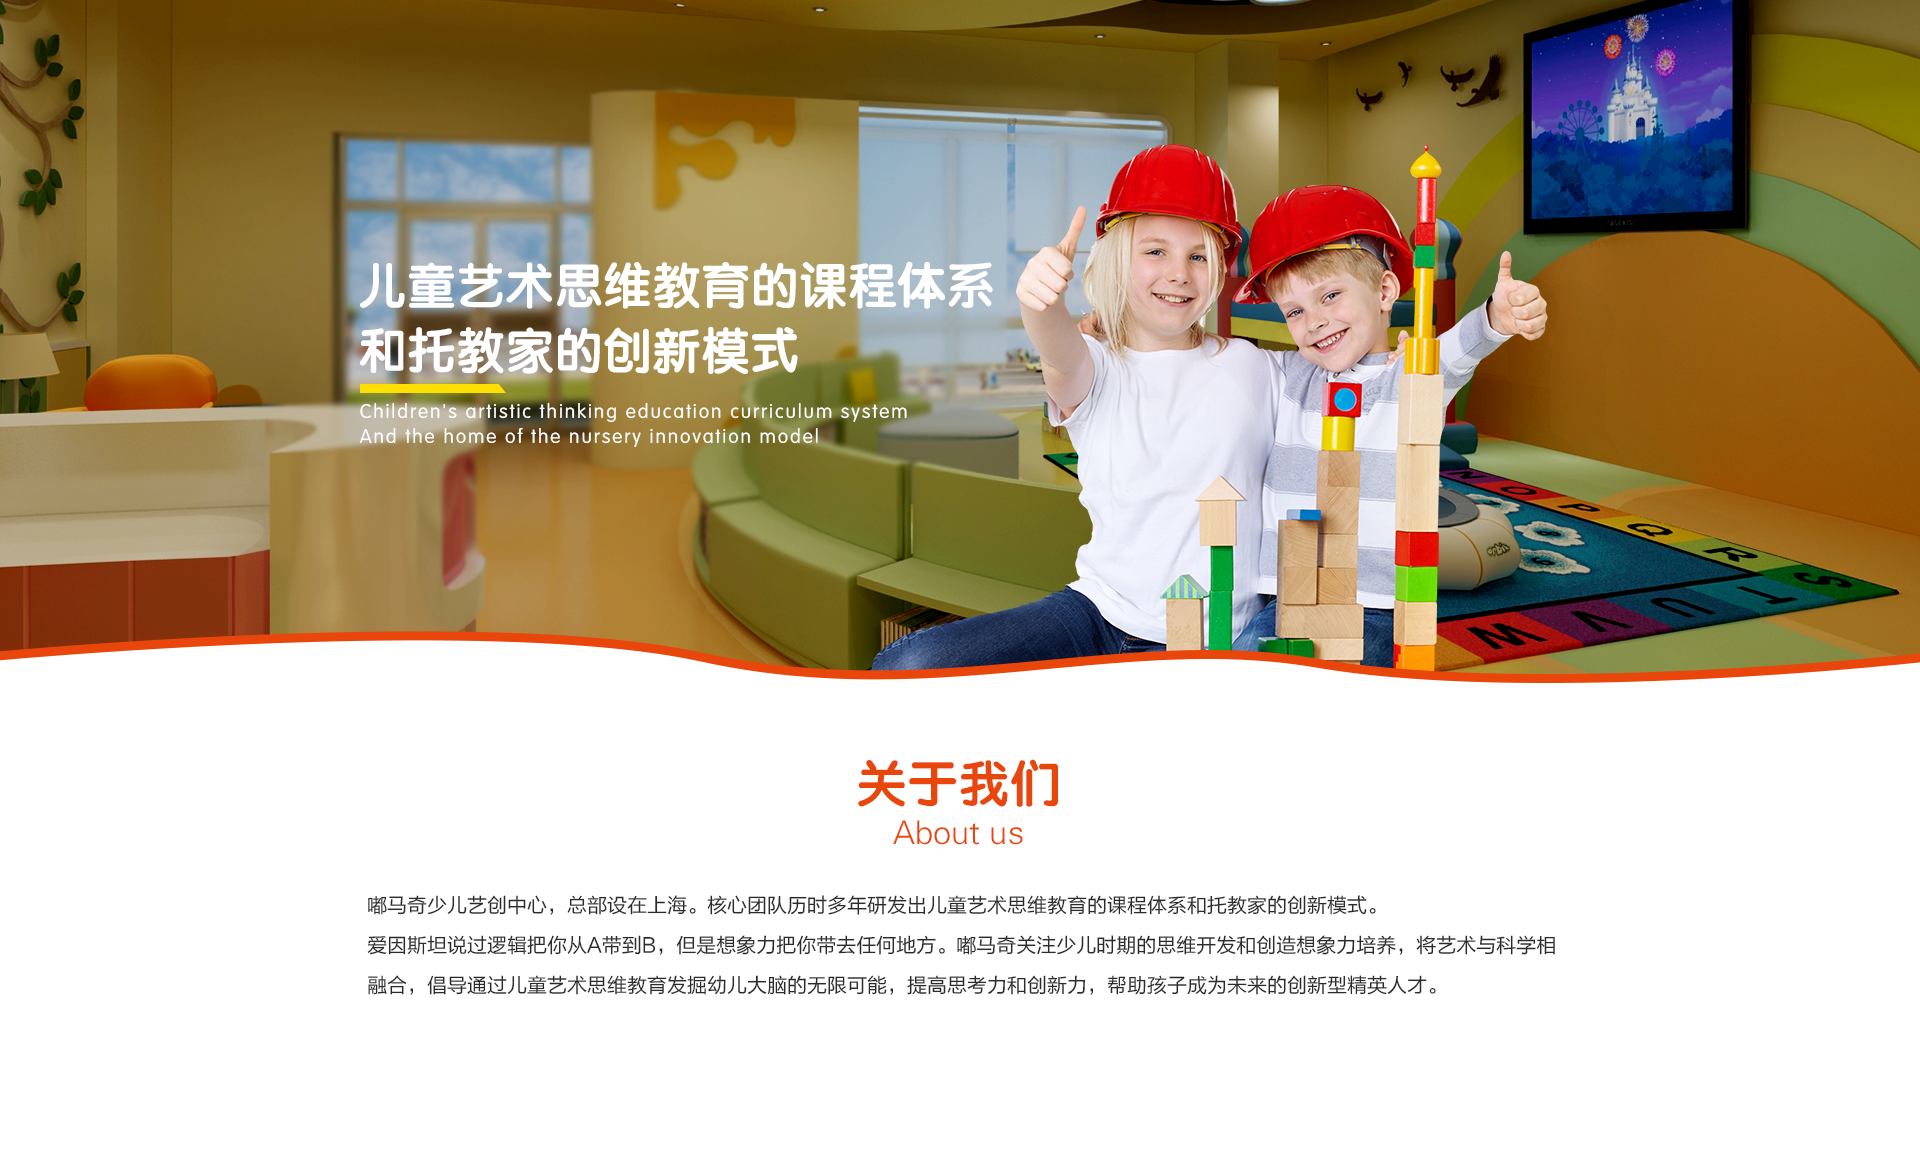 儿童艺术思维教育的课程体系
和托教家的创新模式
Children's artistic thinking education curriculum system
And the home of the nursery innovation model
N O P Q R S
W V U T
orbit
关于我们
About us
嘟马奇少儿艺创中心，总部设在上海。核心团队历时多年研发出儿童艺术思维教育的课程体系和托教家的创新模式。
爱因斯坦说过逻辑把你从A带到B，但是想象力把你带去任何地方。嘟马奇关注少儿时期的思维开发和创造想象力培养，将艺术与科学相
融合，倡导通过儿童艺术思维教育发掘幼儿大脑的无限可能，提高思考力和创新力，帮助孩子成为未来的创新型精英人才。